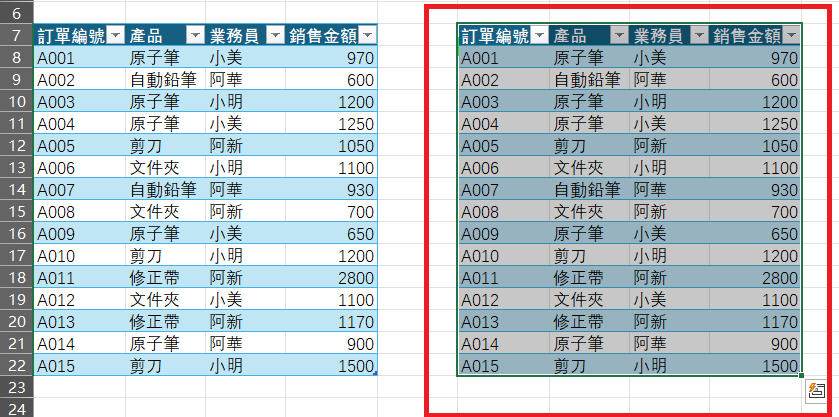 6
7 訂單編號 產品 業務員 銷售金額 訂單編號 產品 業務員 銷售金額
8 A001 原子筆 小美 970 A001 原子筆 小美 970
9 A002 自動鉛筆 阿華 600 A002 自動鉛筆 阿華 600
10 A003 原子筆 小明 1200 A003 原子筆 小明 1200
11 A004 原子筆 小美 1250 A004 原子筆 小美 1250
12 A005 剪刀 阿新 1050 A005 剪刀 阿新 1050
13 A006 文件夾 小明 1100 A006 文件夾 小明 1100
14 A007 自動鉛筆 阿華 930 A007 自動鉛筆 阿華 930
15 A008 文件夾 阿新 700 A008 文件夾 阿新 700
16 A009 原子筆 小美 650 A009 原子筆 小美 650
17 A010 剪刀 小明 1200 A010 剪刀 小明 1200
18 A011 修正帶 阿新 2800 A011 修正帶 阿新 2800
19 A012 文件夾 小美 1100 A012 文件夾 小美 1100
20 A013 修正帶 阿新 1170 A013 修正帶 阿新 1170
21 A014 原子筆 阿華 900 A014 原子筆 阿華 900
22 A015 剪刀 小明 1500 A015 剪刀 小明 1500
23
24